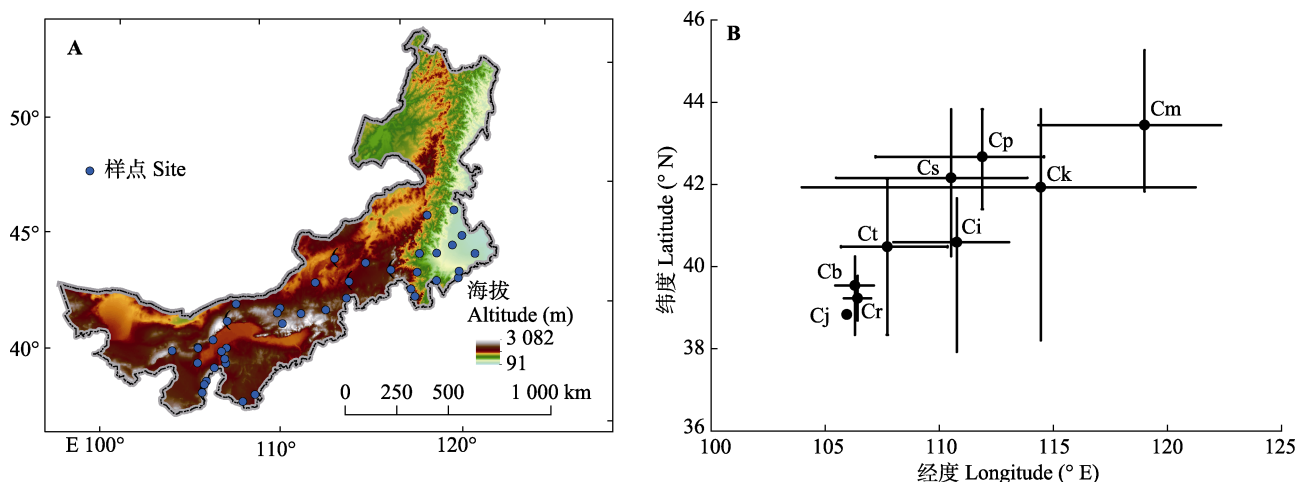 A
50°
样点 Site
45°
海拔
Altitude (m)
3 082
91
40°
0 250 500 1 000 km
E 100° 110° 120°
B
46
44
42
40
38
36
纬度 Latitude (° N)
Cm
Cp
Cs
Ck
Ct
Ci
Cb
Cj
Cr
100 105 110 115 120 125
经度 Longitude (° E)